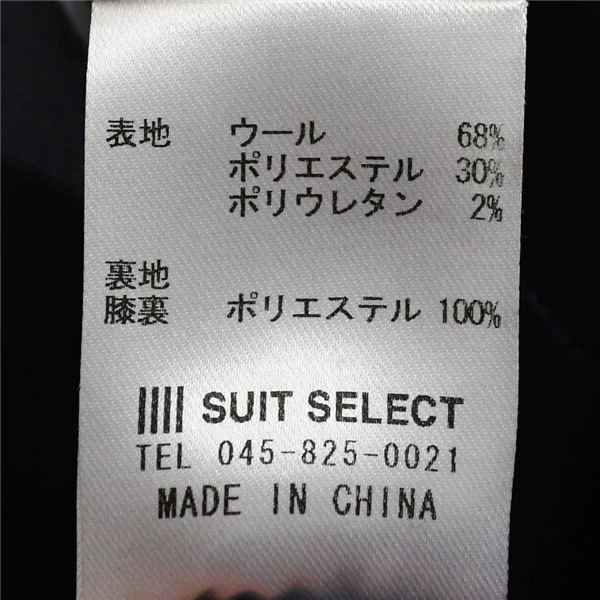 表地 ウール 68%
ポリエステル 30%
ポリウレタン 2%
裏地
膝裏 ポリエステル 100%
SUIT SELECT
TEL 045-825-0021
MADE IN CHINA